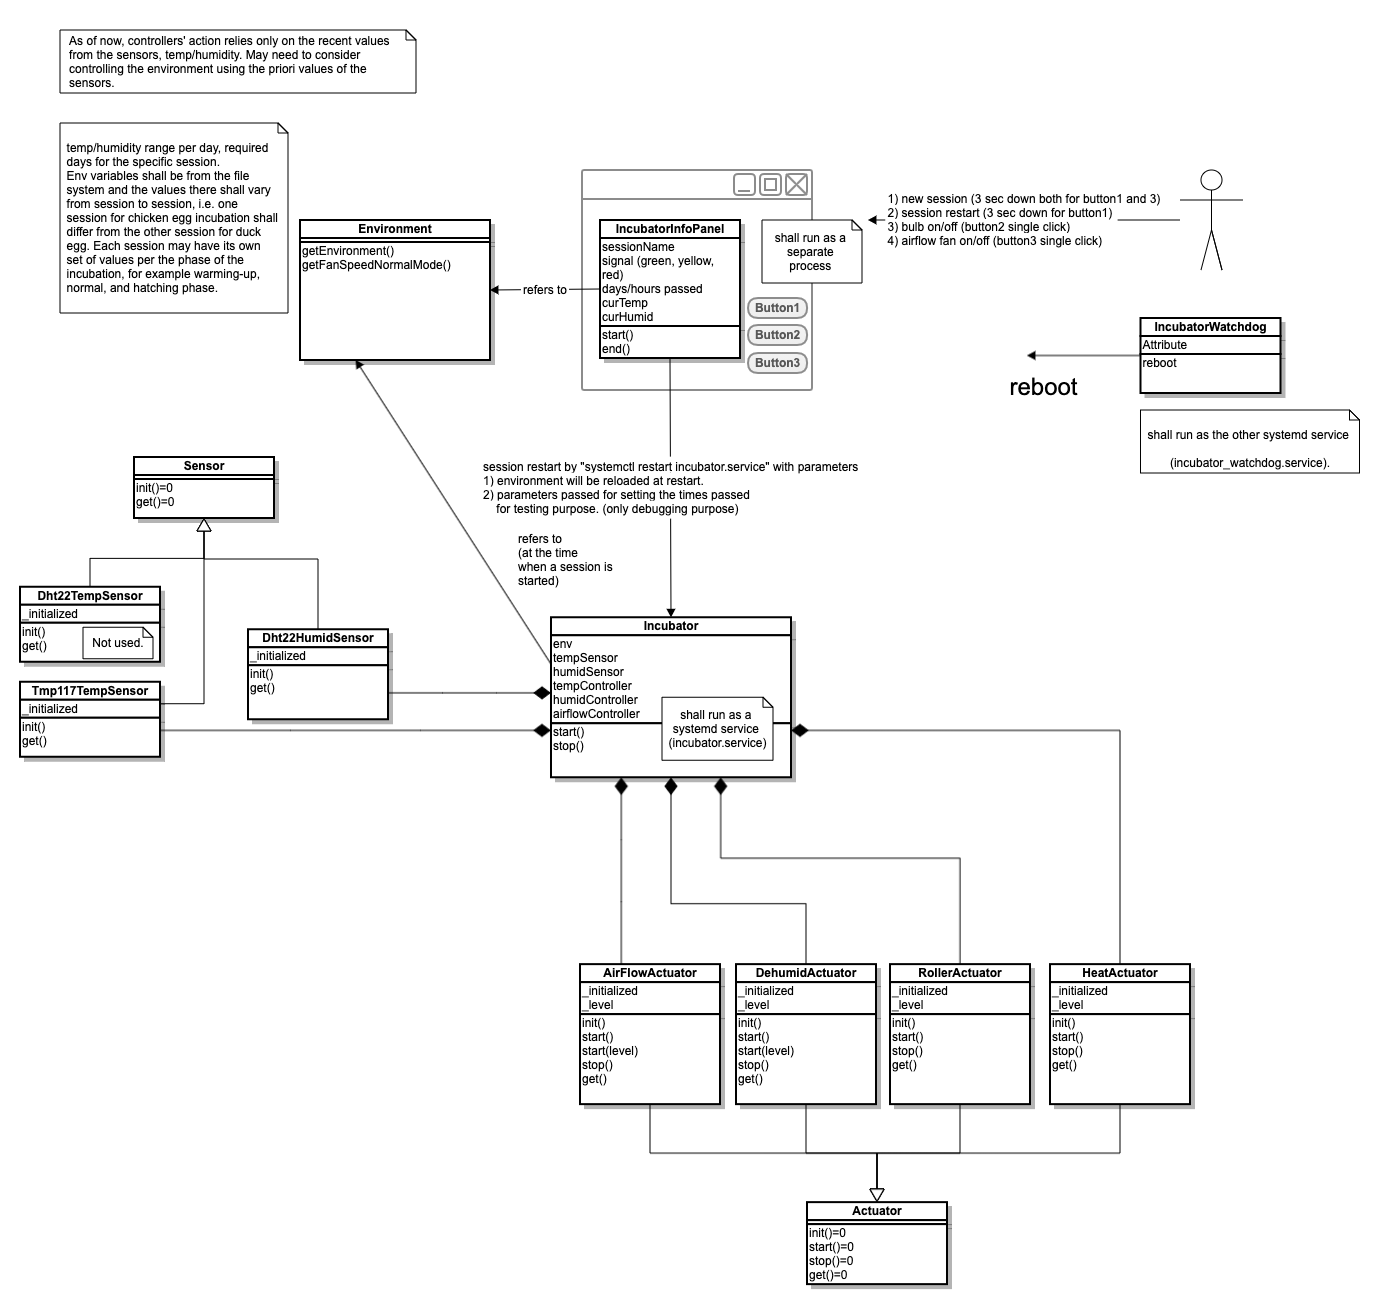 As of now, controllers' action relies only on the recent values
from the sensors, temp/humidity. May need to consider
controlling the environment using the priori values of the
sensors.
temp/humidity range per day, required
days for the specific session.
Env variables shall be from the file
system and the values there shall vary
from session to session, i.e. one
session for chicken egg incubation shall
differ from the other session for duck
egg. Each session may have its own
set of values per the phase of the
incubation, for example warming-up,
normal, and hatching phase.
Environment
getEnvironment()
getFanSpeedNormalMode()
refers to
IncubatorInfoPanel
sessionName
signal (green, yellow,
red)
days/hours passed
curTemp
curHumid
start()
end()
shall run as a
separate
process
Button1
Button2
Button3
1) new session (3 sec down both for button1 and 3)
2) session restart (3 sec down for button1)
3) bulb on/off (button2 single click)
4) airflow fan on/off (button3 single click)
IncubatorWatchdog
Attribute
reboot
reboot
shall run as the other systemd service
(incubator_watchdog.service).
session restart by "systemctl restart incubator.service" with parameters
1) environment will be reloaded at restart.
2) parameters passed for setting the times passed
for testing purpose. (only debugging purpose)
refers to
(at the time
when a session is
started)
Sensor
init()=0
get()=0
Dht22TempSensor
_initialized
init()
get()
Not used.
Dht22HumidSensor
_initialized
init()
get()
Tmp117TempSensor
_initialized
init()
get()
Incubator
env
tempSensor
humidSensor
tempController
humidController
airflowController
start()
stop()
shall run as a
systemd service
(incubator.service)
AirFlowActuator
_initialized
_level
init()
start()
start(level)
stop()
get()
DehumidActuator
_initialized
_level
init()
start()
start(level)
stop()
get()
RollerActuator
_initialized
_level
init()
start()
stop()
get()
HeatActuator
_initialized
_level
init()
start()
stop()
get()
Actuator
init()=0
start()=0
stop()=0
get()=0